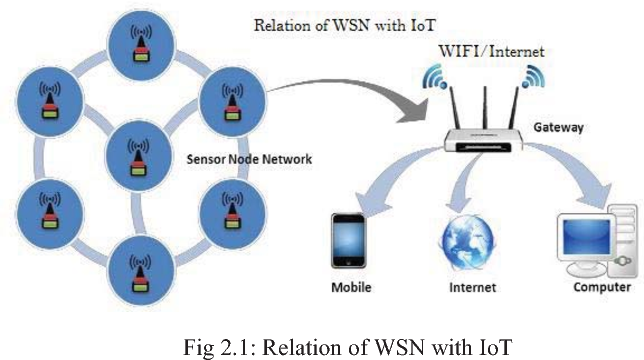 Relation of WSN with IoT
WIFI/Internet
Gateway
Sensor Node Network
Mobile
Internet
Computer
Fig 2.1: Relation of WSN with IoT